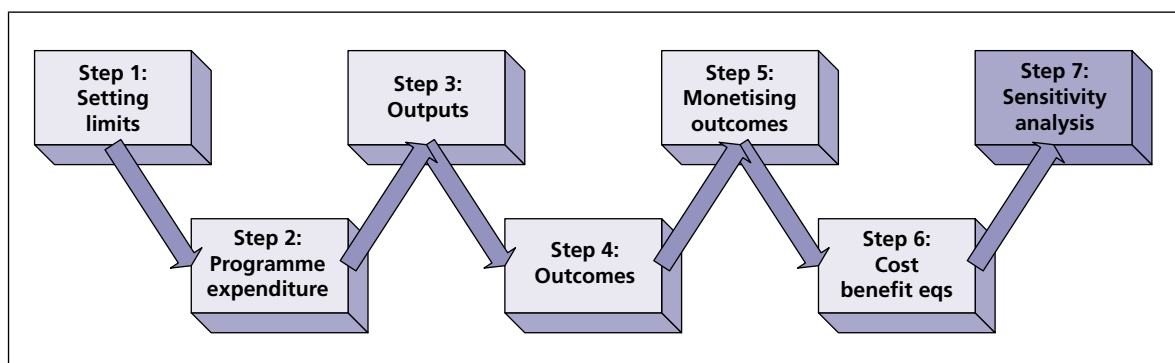 Step 1:
Setting
limits
Step 2:
Programme
expenditure
Step 3:
Outputs
Step 4:
Outcomes
Step 5:
Monetising
outcomes
Step 6:
Cost
benefit eqs
Step 7:
Sensitivity
analysis